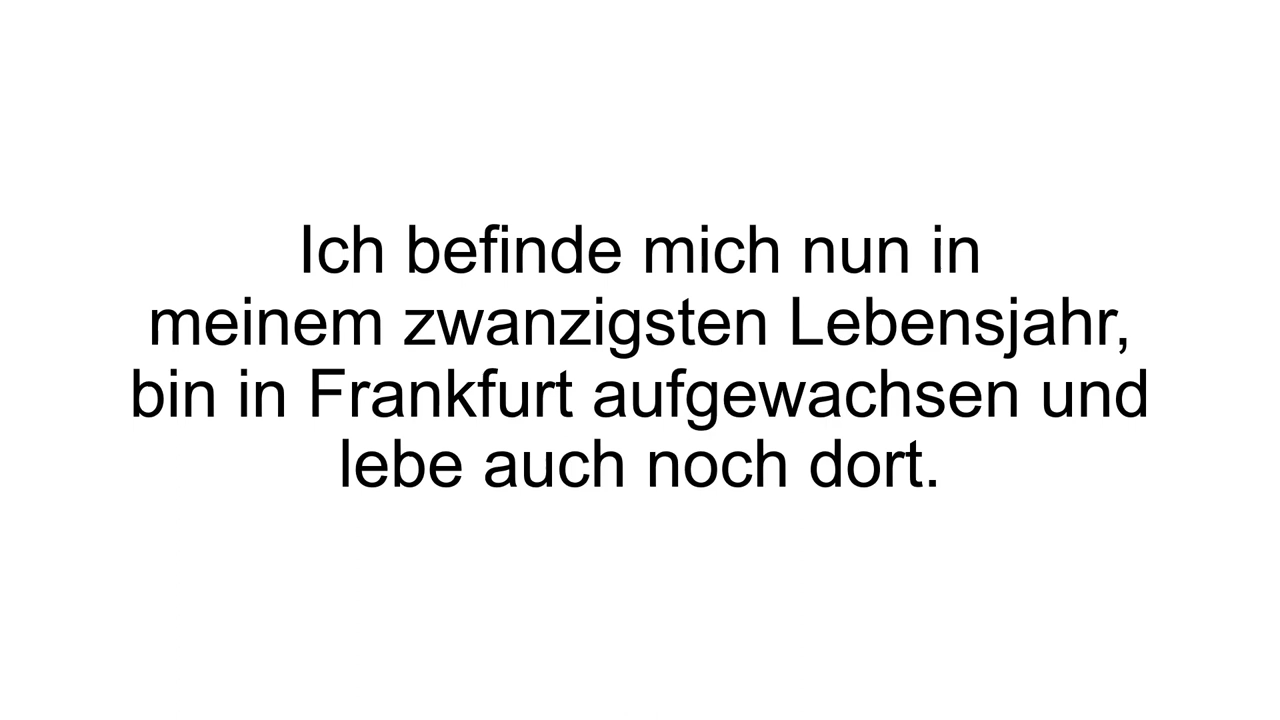 Ich befinde mich nun in
meinem zwanzigsten Lebensjahr,
bin in Frankfurt aufgewachsen und
lebe auch noch dort.